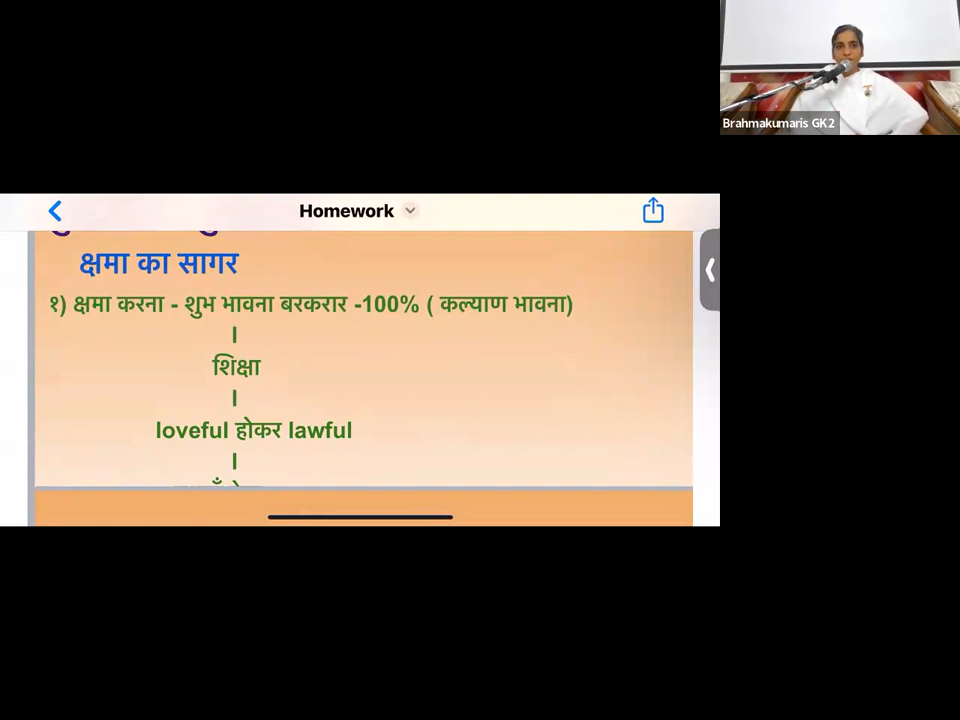 Brahmakumaris GK2
Homework
क्षमा का सागर
१) क्षमा करना - शुभ भावना बरकरार -100% ( कल्याण भावना)
।
शिक्षा
।
loveful होकर lawful
।